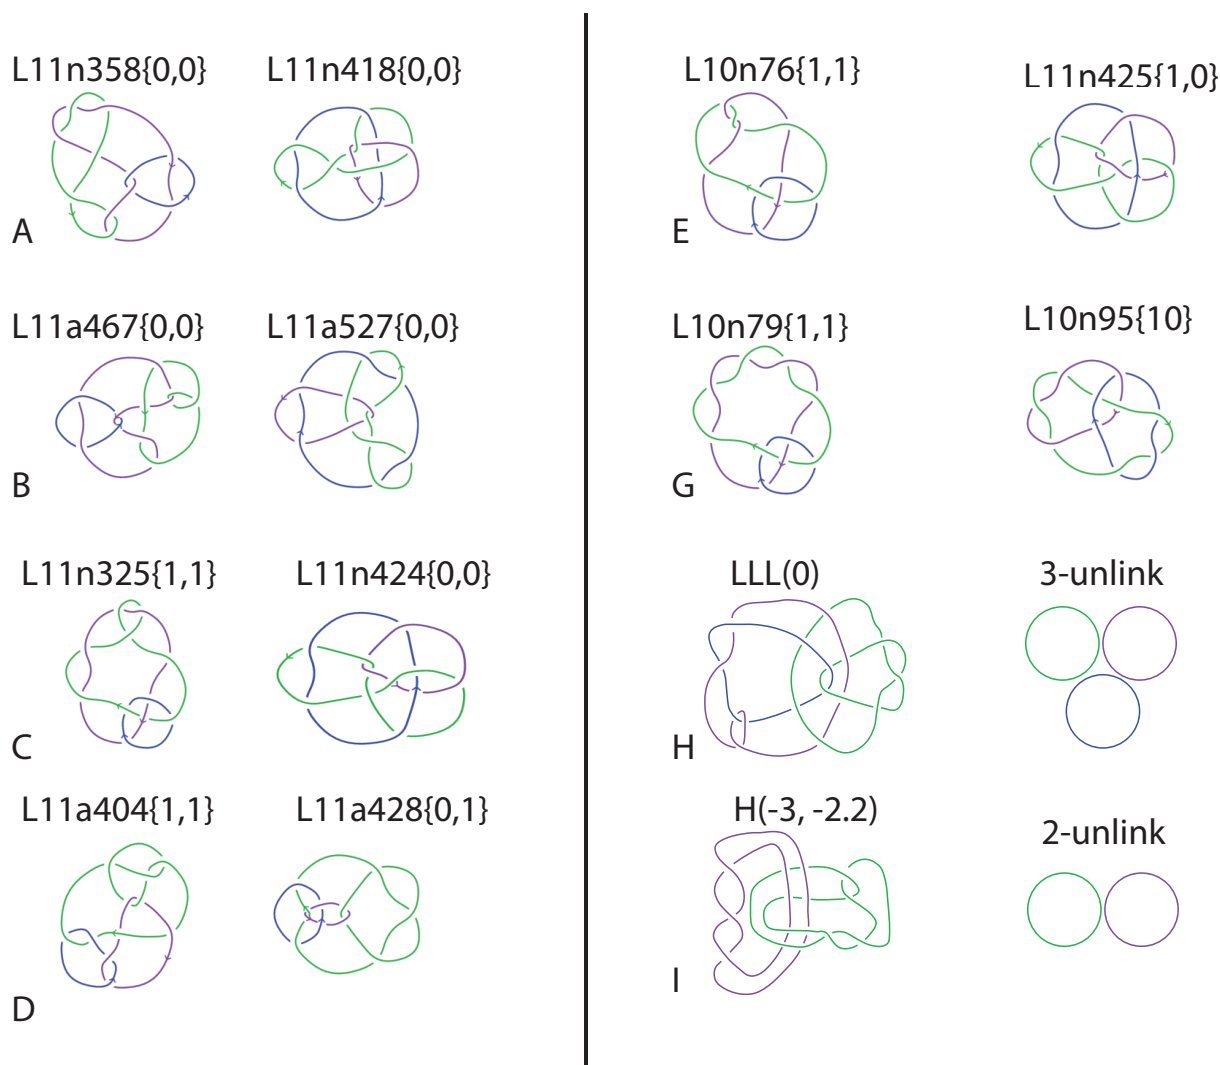 L11n358{0,0} L11n418{0,0}
A
L11a467{0,0} L11a527{0,0}
B
L11n325{1,1} L11n424{0,0}
C
L11a404{1,1} L11a428{0,1}
D
L10n76{1,1} L11n425{1,0}
E
L10n79{1,1} L10n95{10}
G
LLL(0) 3-unlink
H
H(-3, -2.2) 2-unlink
I